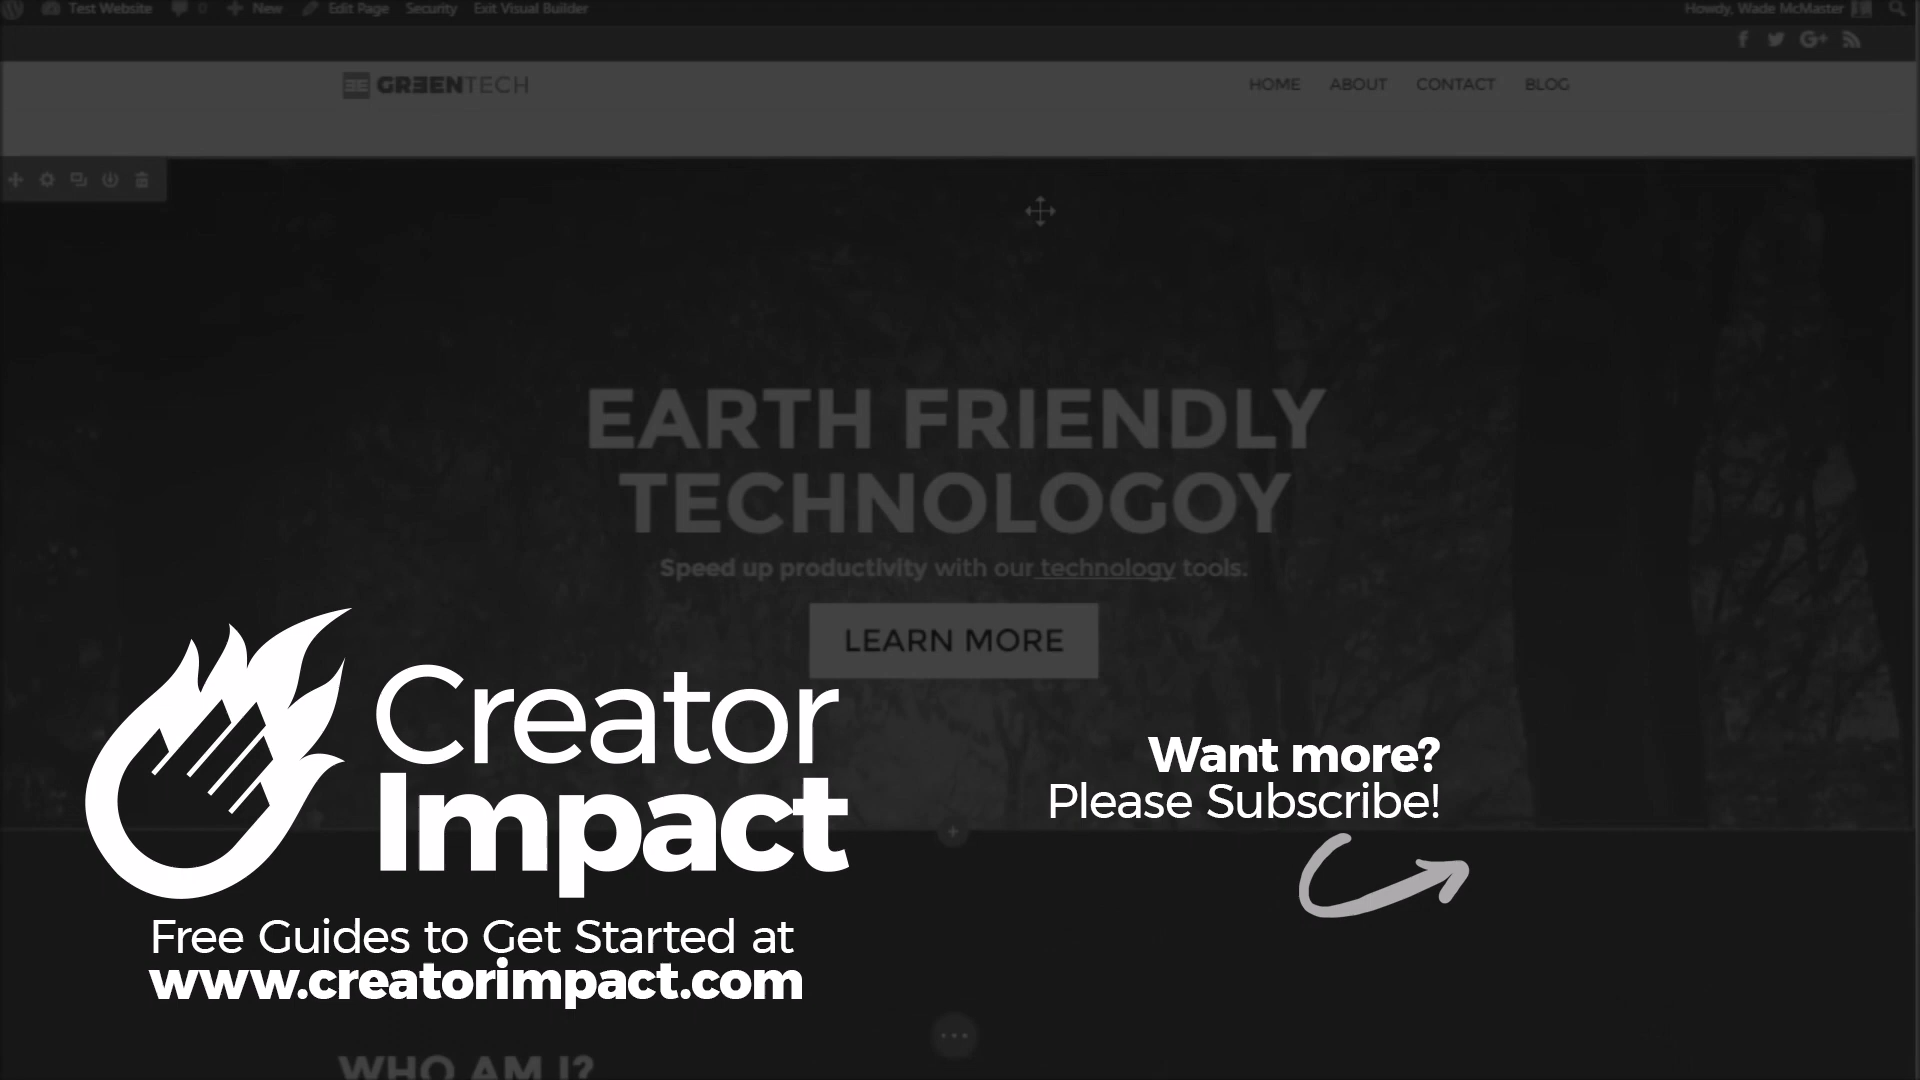 Test Website 0 New Edit Page Security Exit Visual Builder Howdy, Wade McMaster
GREENTECH HOME ABOUT CONTACT BLOG
EARTH FRIENDLY
TECHNOLOGOY
Speed up productivity with our technology tools.
LEARN MORE
Creator
Impact
Free Guides to Get Started at
www.creatorimpact.com
Want more?
Please Subscribe!
WHO AM I?